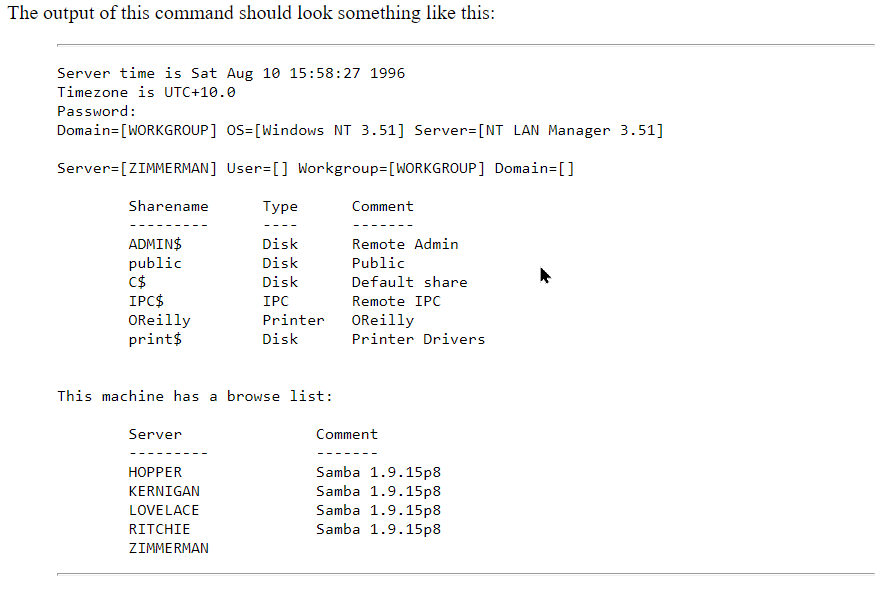 The output of this command should look something like this:
Server time is Sat Aug 10 15:58:27 1996
Timezone is UTC+10.0
Password:
Domain=[WORKGROUP] OS=[Windows NT 3.51] Server=[NT LAN Manager 3.51]
Server=[ZIMMERMAN] User=[] Workgroup=[WORKGROUP] Domain=[]
Sharename Type Comment
--------- ---- -------
ADMIN$ Disk Remote Admin
public Disk Public
C$ Disk Default share
IPC$ IPC Remote IPC
OReilly Printer OReilly
print$ Disk Printer Drivers
This machine has a browse list:
Server Comment
--------- -------
HOPPER Samba 1.9.15p8
KERNIGAN Samba 1.9.15p8
LOVELACE Samba 1.9.15p8
RITCHIE Samba 1.9.15p8
ZIMMERMAN